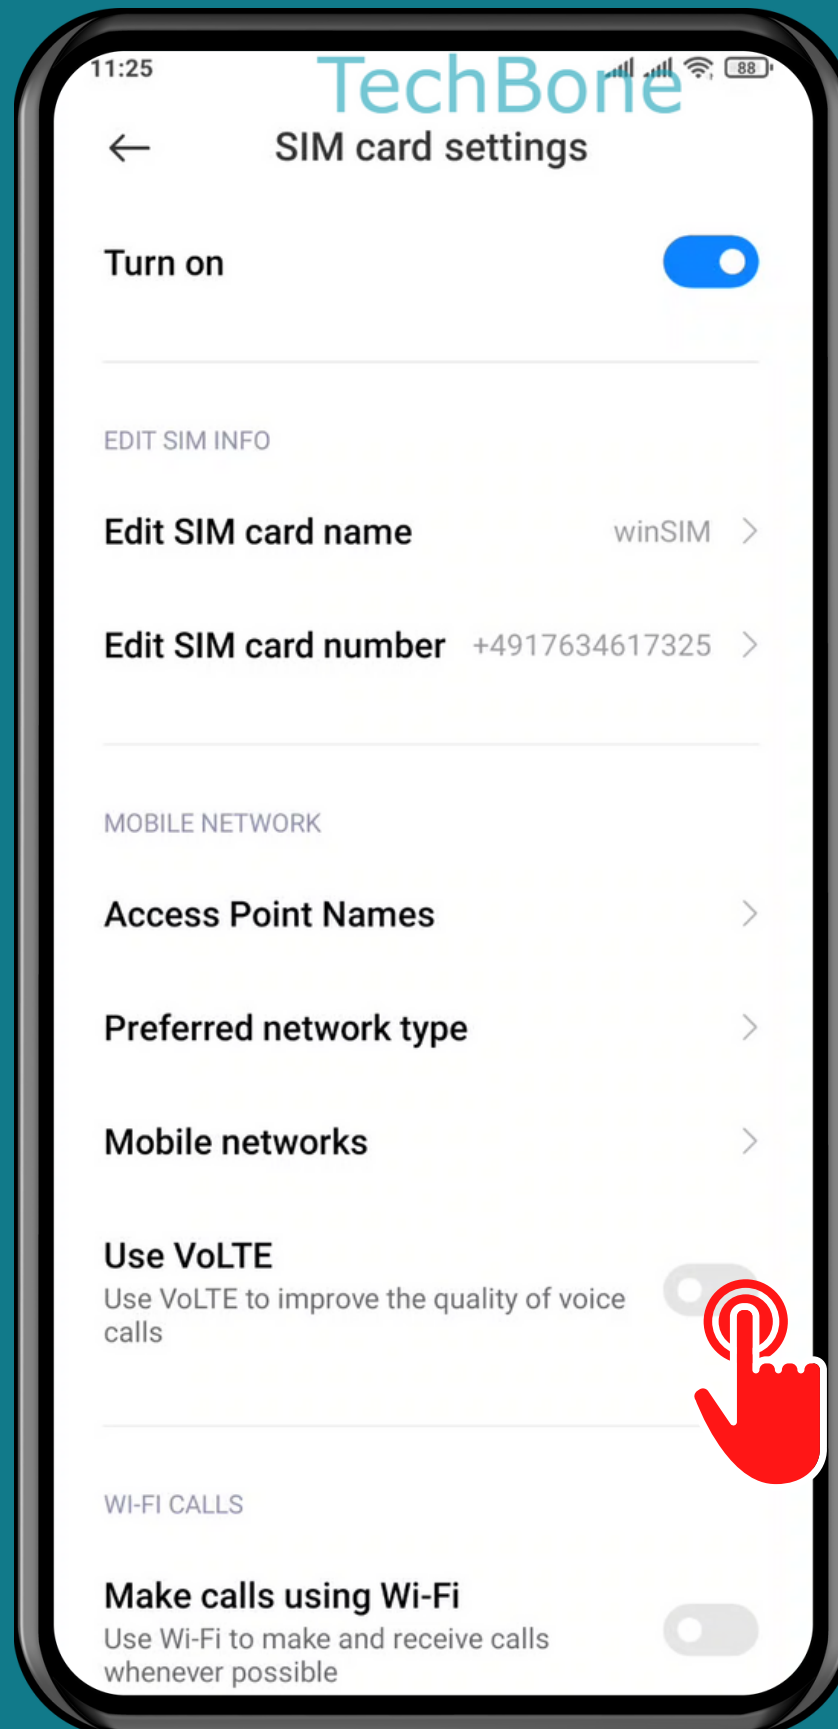 11:25
TechBone
88
SIM card settings
Turn on
EDIT SIM INFO
Edit SIM card name winSIM
Edit SIM card number +4917634617325
MOBILE NETWORK
Access Point Names
Preferred network type
Mobile networks
Use VoLTE
Use VoLTE to improve the quality of voice
calls
WI-FI CALLS
Make calls using Wi-Fi
Use Wi-Fi to make and receive calls
whenever possible